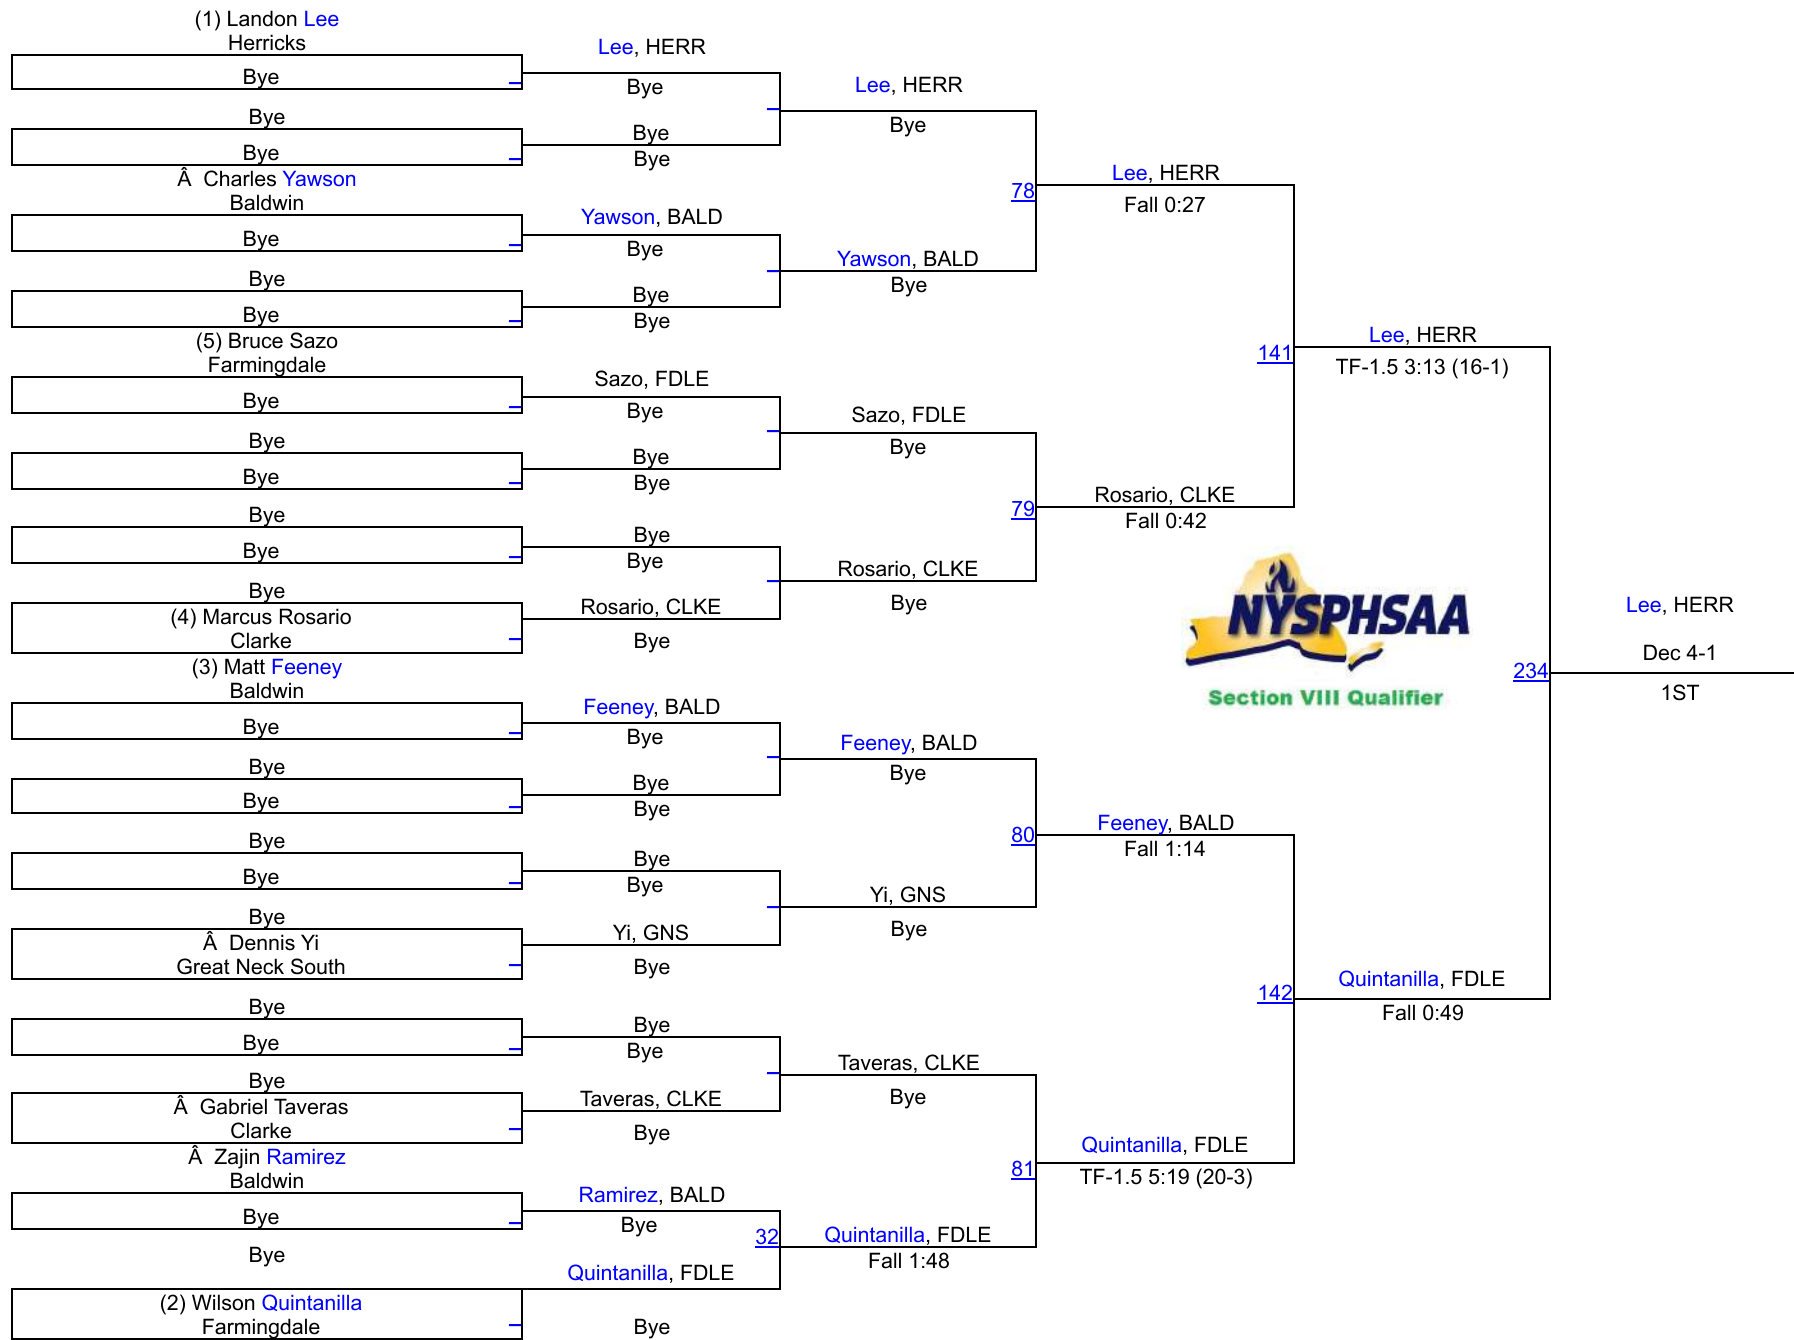 (1) Landon Lee
Herricks
Bye
Bye
Bye
Â Charles Yawson
Baldwin
Bye
Bye
Bye
(5) Bruce Sazo
Farmingdale
Bye
Bye
Bye
Bye
Bye
Bye
(4) Marcus Rosario
Clarke
(3) Matt Feeney
Baldwin
Bye
Bye
Bye
Bye
Bye
Bye
Â Dennis Yi
Great Neck South
Bye
Bye
Bye
Â Gabriel Taveras
Clarke
Â Zajin Ramirez
Baldwin
Bye
Bye
(2) Wilson Quintanilla
Farmingdale
Lee, HERR
Bye
Bye
Bye
Yawson, BALD
Bye
Bye
Bye
Sazo, FDLE
Bye
Bye
Bye
Bye
Bye
Rosario, CLKE
Bye
Feeney, BALD
Bye
Bye
Bye
Bye
Bye
Yi, GNS
Bye
Bye
Bye
Taveras, CLKE
Bye
Ramirez, BALD
Bye
32
Quintanilla, FDLE
Bye
Lee, HERR
Bye
78
Yawson, BALD
Bye
Sazo, FDLE
Bye
79
Rosario, CLKE
Bye
Feeney, BALD
Bye
80
Yi, GNS
Bye
Taveras, CLKE
Bye
81
Quintanilla, FDLE
Fall 1:48
Lee, HERR
Fall 0:27
141
Rosario, CLKE
Fall 0:42
NYSPHSAA
Section VIII Qualifier
Feeney, BALD
Fall 1:14
142
Quintanilla, FDLE
TF-1.5 5:19 (20-3)
Lee, HERR
TF-1.5 3:13 (16-1)
234
Quintanilla, FDLE
Fall 0:49
Lee, HERR
Dec 4-1
1ST